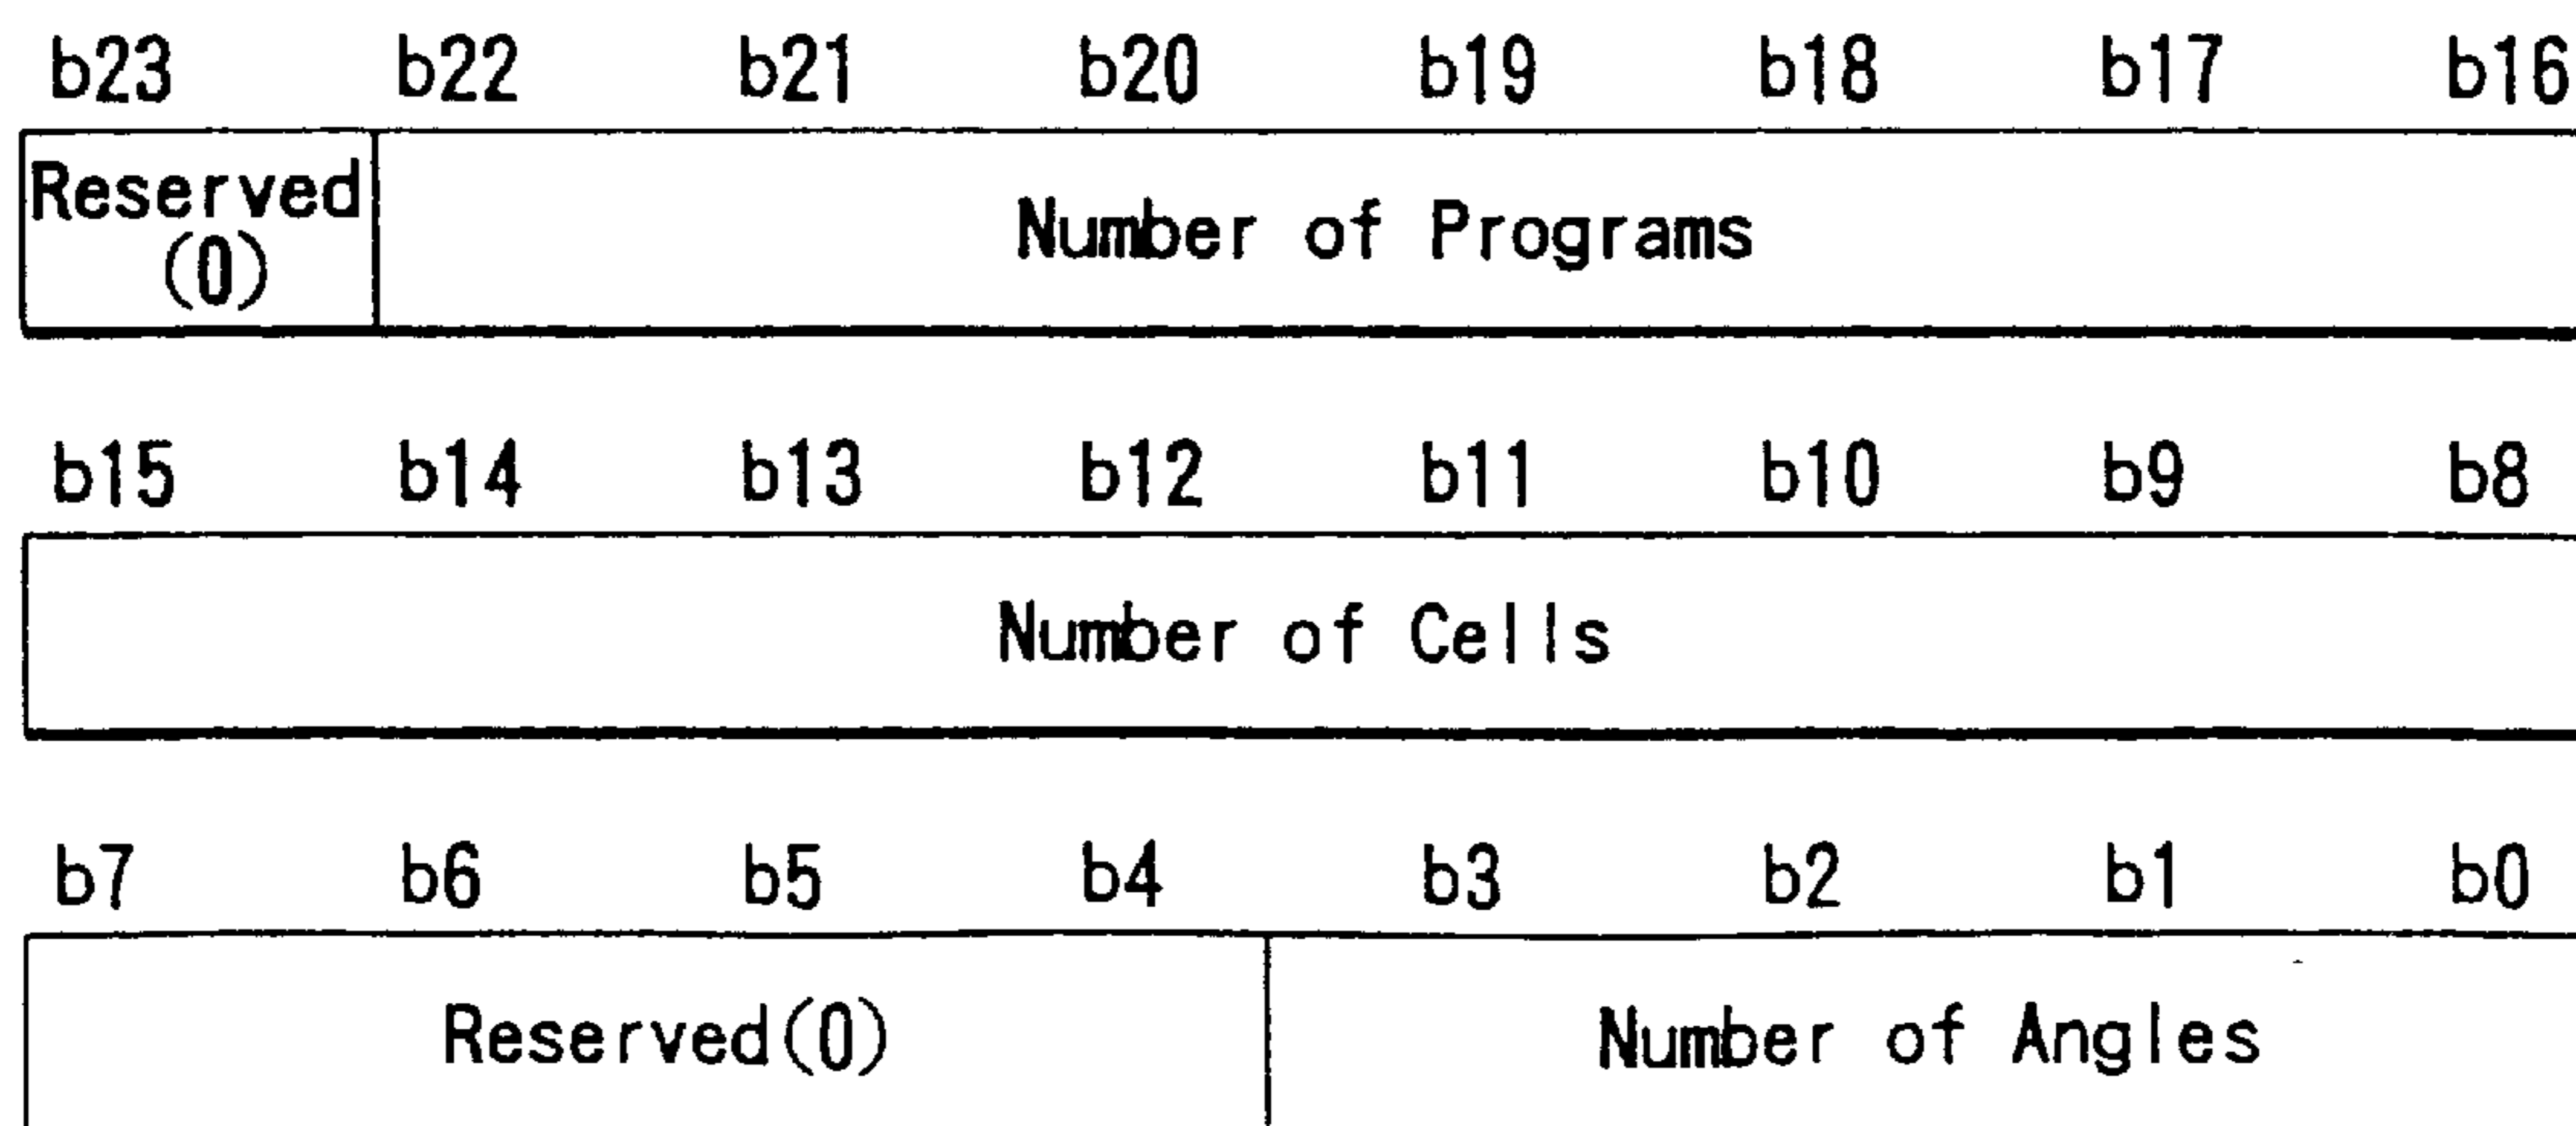 b23 b22 b21 b20 b19 b18 b17 b16
Reserved
(0)
Number of Programs
b15 b14 b13 b12 b11 b10 b9 b8
Number of Cells
b7 b6 b5 b4 b3 b2 b1 b0
Reserved(0) Number of Angles